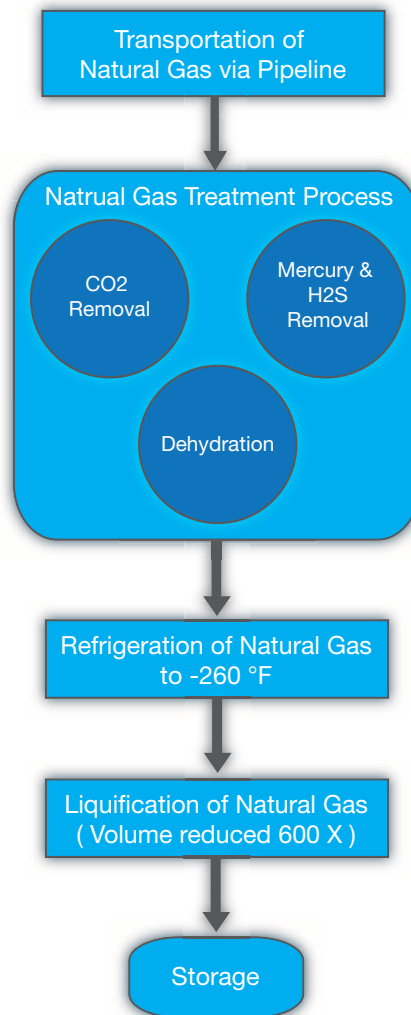 Transportation of
Natural Gas via Pipeline
Natrual Gas Treatment Process
CO2
Removal
Mercury &
H2S
Removal
Dehydration
Refrigeration of Natural Gas
to -260 °F
Liquification of Natural Gas
( Volume reduced 600 X )
Storage